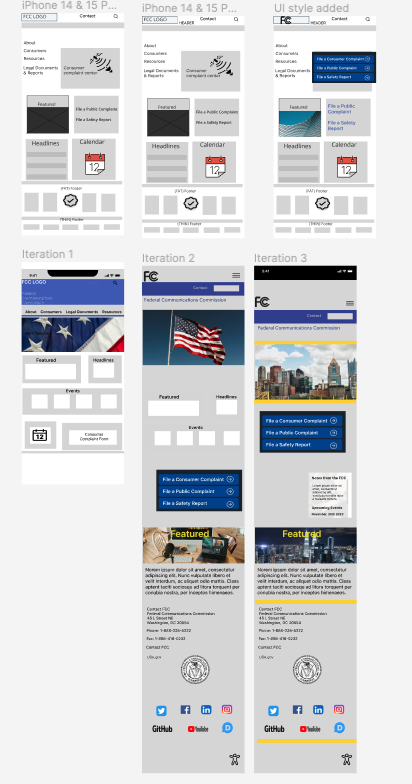 iPhone 14 & 15 P...
FCC LOGO
Contact
About
Consumers
Resources
Legal Documents
& Reports
Consumer
complaint center
Featured
File a Public Complaint
File a Safety Report
Headlines
Calendar
12
(FAT) Footer
(THIN) Footer
iPhone 14 & 15 P...
FCC LOGO
HEADER
Contact
About
Consumers
Resources
Legal Documents
& Reports
Consumer
complaint center
Featured
File a Public Complaint
File a Safety Report
Headlines
Calendar
12
(FAT) Footer
(THIN) Footer
UI style added
FC
HEADER
Contact
About
Consumers
Resources
Legal Documents
& Reports
File a Consumer Complaint
File a Public Complaint
File a Safety Report
Featured
File a Public
Complaint
File a Safety
Report
Headlines
Calendar
12
(FAT) Footer
(THIN) Footer
Iteration 1
9:41
FCC LOGO
About Consumers Legal Documents Resources
Featured
Headlines
Events
12
Consumer
Complaint Form
Iteration 2
FC
Contact
Federal Communications Commission
Featured
Headlines
Events
File a Consumer Complaint
File a Public Complaint
File a Safety Report
Featured
Norem ipsum dolor sit amet, consectetur
adipiscing elit. Nunc vulputate libero et
velit interdum, ac aliquet odio mattis. Class
aptent taciti sociosqu ad litora torquent per
conubia nostra, per inceptos himenaeos.
Contact FCC
Federal Communications Commission
45 L Street NE
Washington, DC 20554
Phone: 1-888-225-5322
Fax: 1-866-418-0232
Contact FCC
USA.gov
GitHub
YouTube
Iteration 3
9:41
FC
Contact
Federal Communications Commission
File a Consumer Complaint
File a Public Complaint
File a Safety Report
Notes from the FCC
Upcoming Events
November 30th 2023
Featured
Norem ipsum dolor sit amet, consectetur
adipiscing elit. Nunc vulputate libero et
velit interdum, ac aliquet odio mattis. Class
aptent taciti sociosqu ad litora torquent per
conubia nostra, per inceptos himenaeos.
Contact FCC
Federal Communications Commission
45 L Street NE
Washington, DC 20554
Phone: 1-888-225-5322
Fax: 1-866-418-0232
Contact FCC
USA.gov
GitHub
YouTube